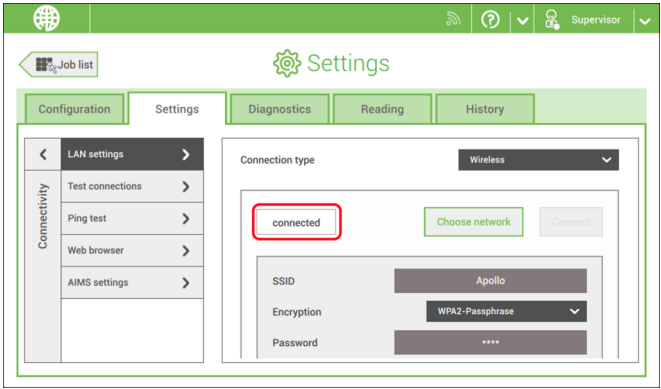 Supervisor
Job list
Settings
Configuration Settings Diagnostics Reading History
Connectivity
LAN settings
Test connections
Ping test
Web browser
AIMS settings
Connection type Wireless
connected Choose network Connect
SSID Apollo
Encryption WPA2-Passphrase
Password ****